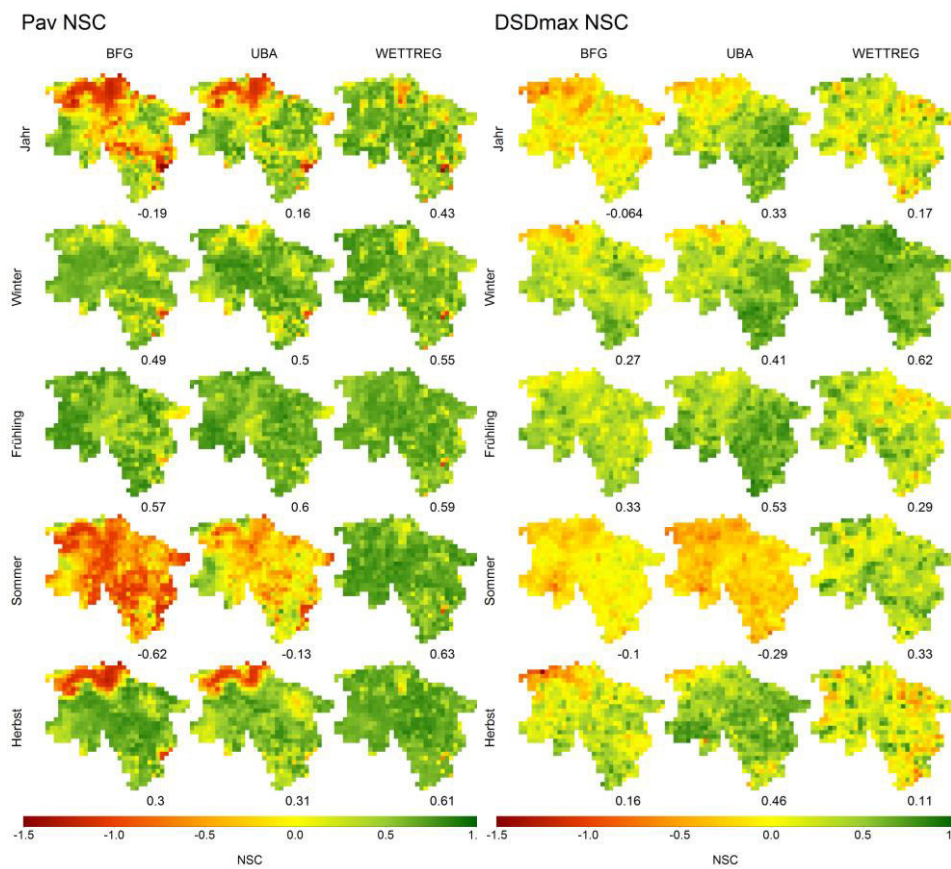 Pav NSC DSDmax NSC
BFG UBA WETTREG BFG UBA WETTREG
Jahr Jahr
-0.19 0.16 0.43 -0.064 0.33 0.17
Winter Winter
0.49 0.5 0.55 0.27 0.41 0.62
Frühling Frühling
0.57 0.6 0.59 0.33 0.53 0.29
Sommer Sommer
-0.62 -0.13 0.63 -0.1 -0.29 0.33
Herbst Herbst
0.3 0.31 0.61 0.16 0.46 0.11
-1.5 -1.0 -0.5 0.0 0.5 1. -1.5 -1.0 -0.5 0.0 0.5 1
NSC NSC